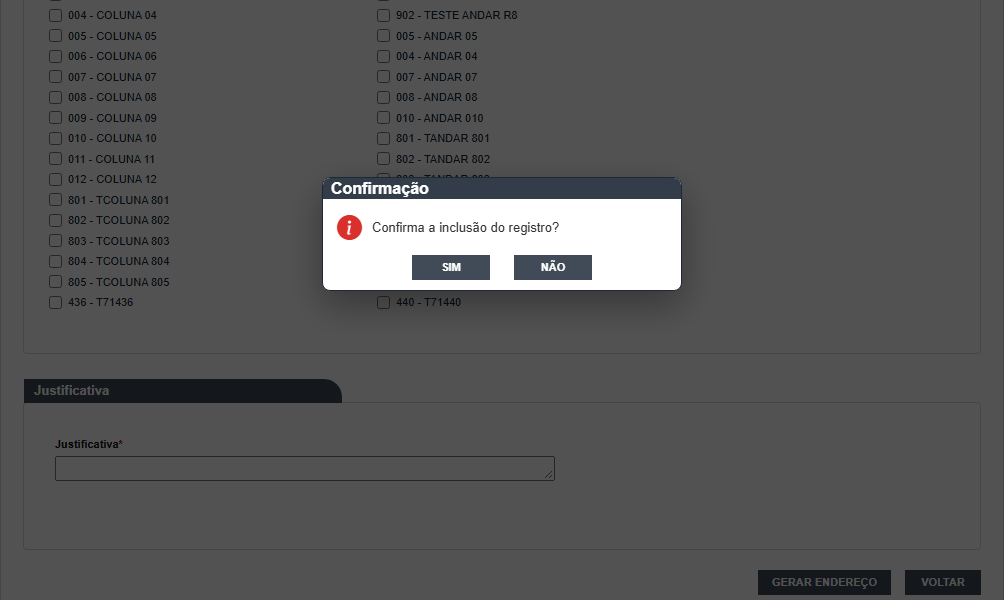 004 - COLUNA 04
005 - COLUNA 05
006 - COLUNA 06
007 - COLUNA 07
008 - COLUNA 08
009 - COLUNA 09
010 - COLUNA 10
011 - COLUNA 11
012 - COLUNA 12
801 - TCOLUNA 801
802 - TCOLUNA 802
803 - TCOLUNA 803
804 - TCOLUNA 804
805 - TCOLUNA 805
436 - T71436
902 - TESTE ANDAR R8
005 - ANDAR 05
004 - ANDAR 04
007 - ANDAR 07
008 - ANDAR 08
010 - ANDAR 010
801 - TANDAR 801
802 - TANDAR 802
440 - T71440
Confirmação
Confirma a inclusão do registro?
SIM
NÃO
Justificativa
Justificativa*
GERAR ENDEREÇO
VOLTAR